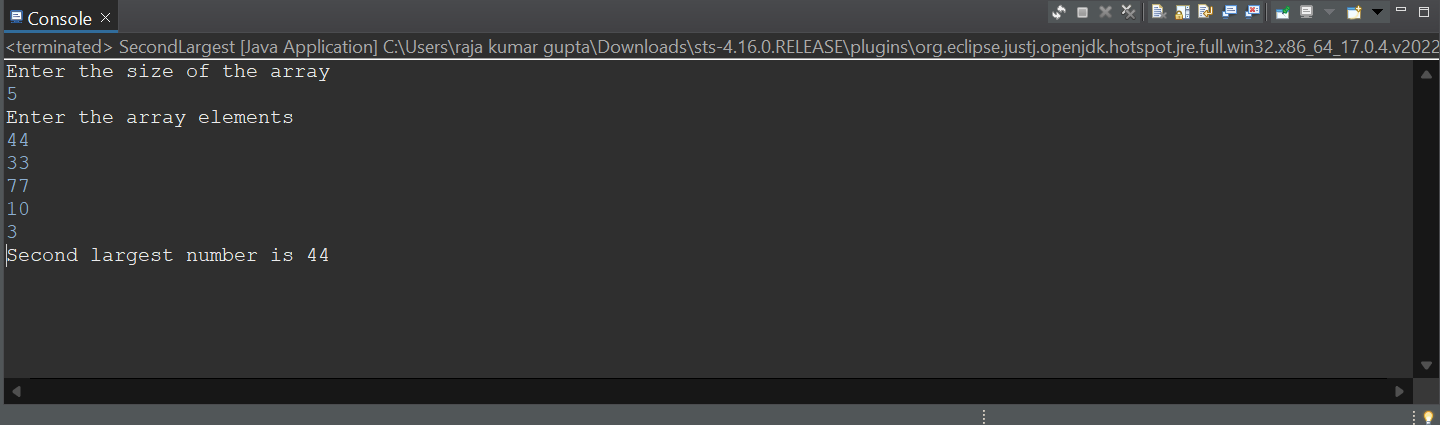 Console
<terminated> SecondLargest [Java Application] C:\Users\raja kumar gupta\Downloads\sts-4.16.0.RELEASE\plugins\org.eclipse.justj.openjdk.hotspot.jre.full.win32.x86_64_17.0.4.v2022
Enter the size of the array
5
Enter the array elements
44
33
77
10
3
Second largest number is 44